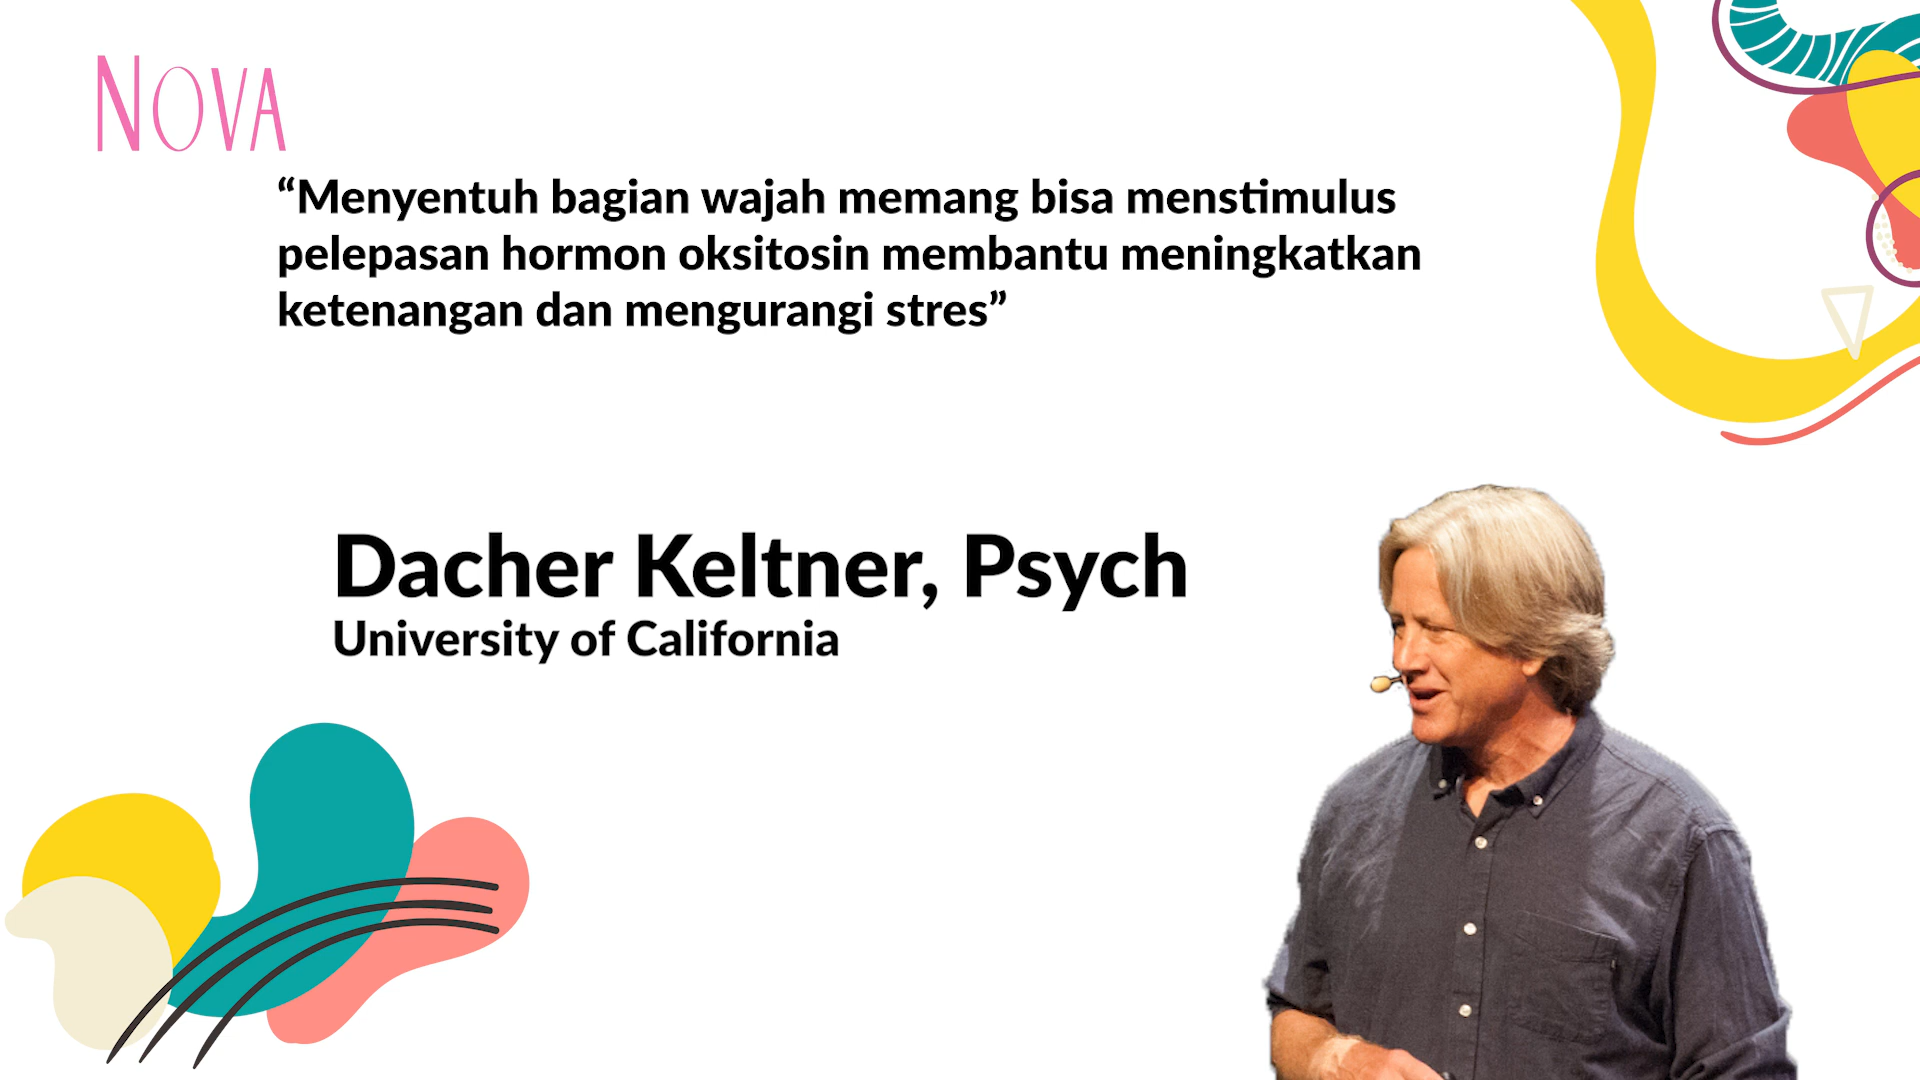 NOVA
“Menyentuh bagian wajah memang bisa menstimulus
pelepasan hormon oksitosin membantu meningkatkan
ketenangan dan mengurangi stres”
Dacher Keltner, Psych
University of California